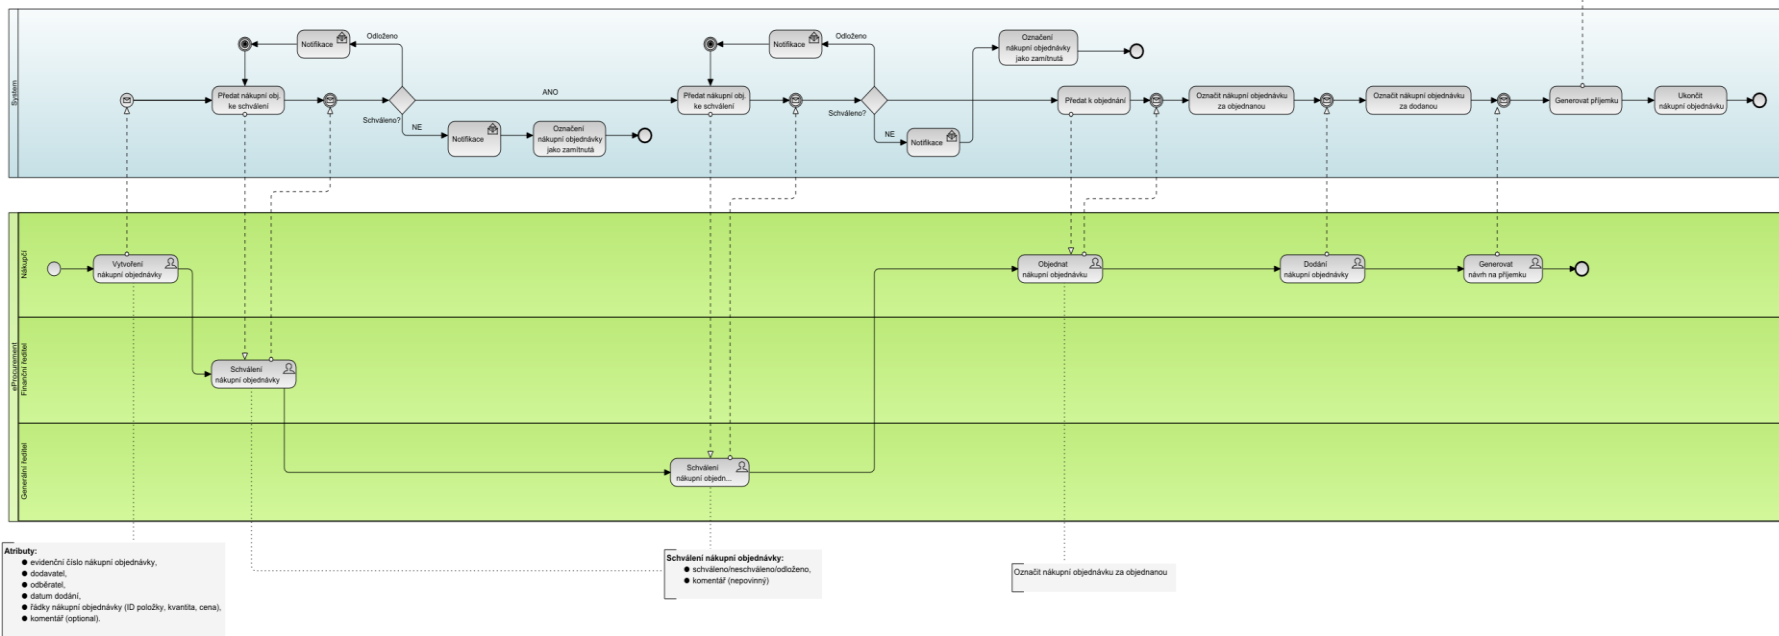 System
Notifikace
Odloženo
Předat nákupní obj.
ke schválení
Schváleno?
ANO
NE
Notifikace
Označení
nákupní objednávky
jako zamítnutá
Notifikace
Odloženo
Předat nákupní obj.
ke schválení
Schváleno?
NE
Notifikace
Označení
nákupní objednávky
jako zamítnutá
Předat k objednání
Označit nákupní objednávku
za objednanou
Označit nákupní objednávku
za dodanou
Generovat příjemku
Ukončit
nákupní objednávku
eProcurement
Nákupčí
Vytvoření
nákupní objednávky
Objednat
nákupní objednávku
Dodání
nákupní objednávky
Generovat
návrh na příjemku
Finanční ředitel
Schválení
nákupní objednávky
Generální ředitel
Schválení
nákupní objedn...
Atributy:
● evidenční číslo nákupní objednávky,
● dodavatel,
● odběratel,
● datum dodání,
● řádky nákupní objednávky (ID položky, kvantita, cena),
● komentář (optional).
Schválení nákupní objednávky:
● schváleno/neschváleno/odloženo,
● komentář (nepovinný)
Označit nákupní objednávku za objednanou